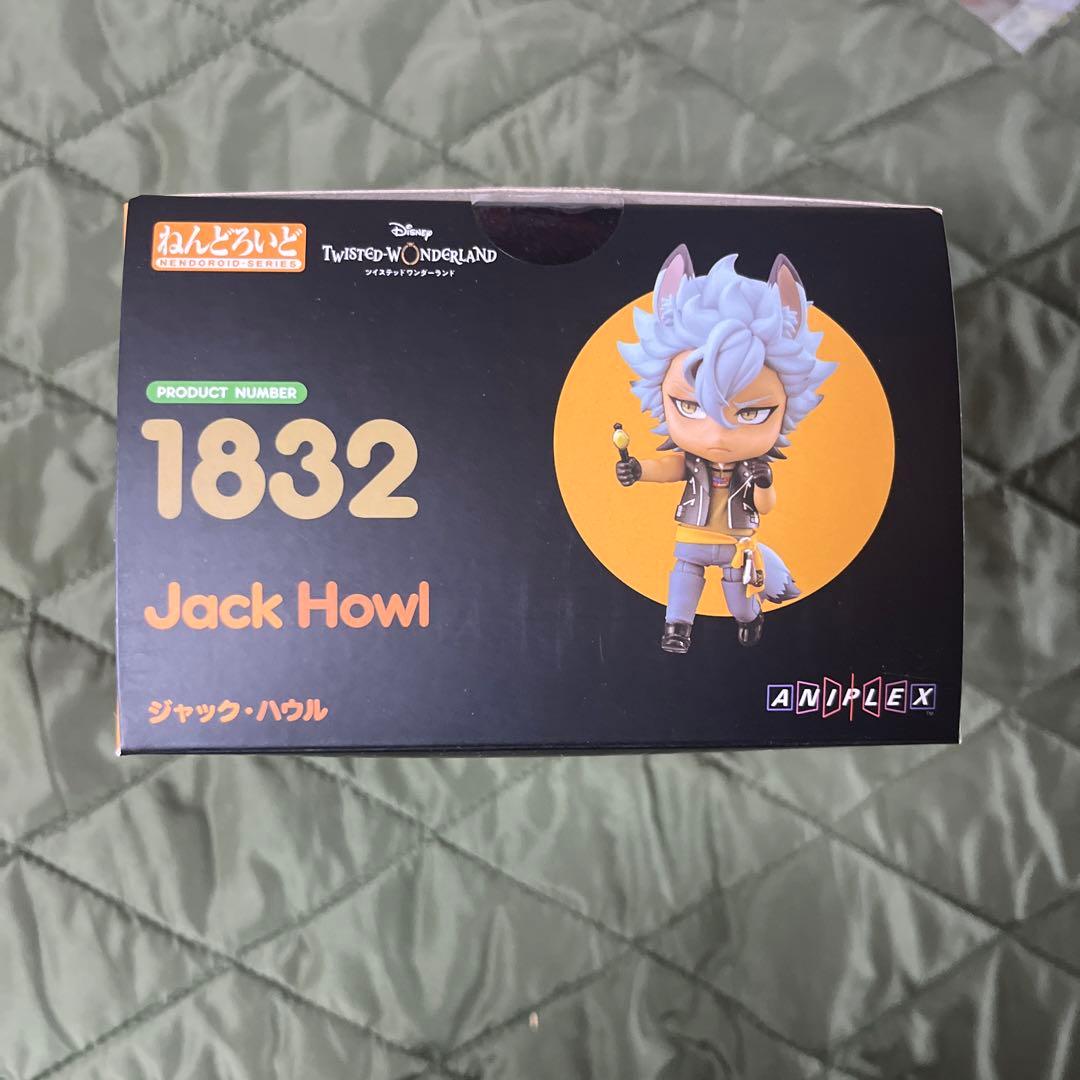 ねんどろいど
NENDOROID-SERIES
Disney
TWISTED-WONDERLAND
ツイステッドワンダーランド
PRODUCT NUMBER
1832
Jack Howl
ジャック・ハウル
ANIPLEX
TM